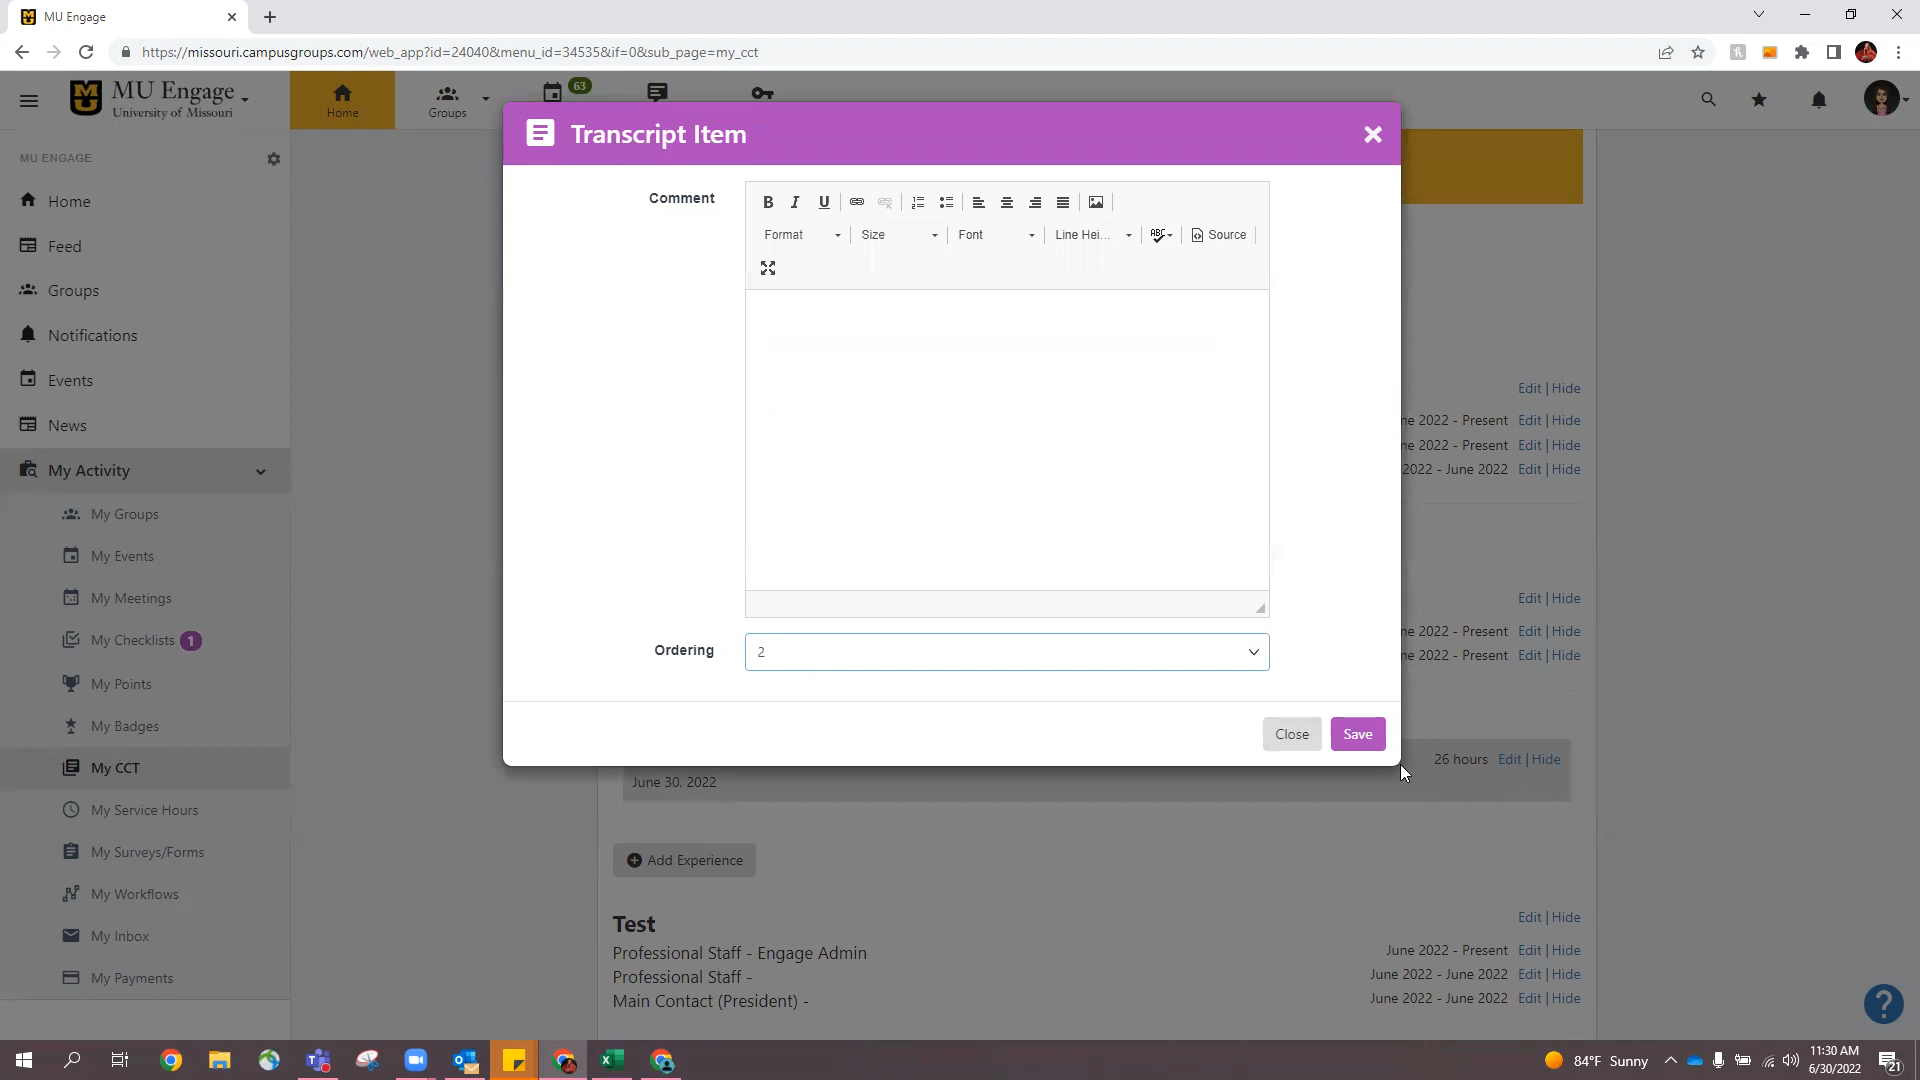 MU Engage
https://missouri.campusgroups.com/web_app?id=24040&menu_id=34535&if=0&sub_page=my_cct
MU Engage
University of Missouri
Home
Groups
63
MU ENGAGE
Home
Feed
Groups
Notifications
Events
News
My Activity
My Groups
My Events
My Meetings
My Checklists 1
My Points
My Badges
My CCT
My Service Hours
My Surveys/Forms
My Workflows
My Inbox
My Payments
Transcript Item
Comment
B I U
Format Size Font Line Hei... ABC Source
Ordering 2
Close Save
Edit | Hide
ne 2022 - Present Edit | Hide
ne 2022 - Present Edit | Hide
2022 - June 2022 Edit | Hide
Edit | Hide
ne 2022 - Present Edit | Hide
ne 2022 - Present Edit | Hide
26 hours Edit | Hide
June 30, 2022
Add Experience
Test Edit | Hide
Professional Staff - Engage Admin June 2022 - Present Edit | Hide
Professional Staff - June 2022 - June 2022 Edit | Hide
Main Contact (President) - June 2022 - June 2022 Edit | Hide
84°F Sunny
11:30 AM
6/30/2022
21